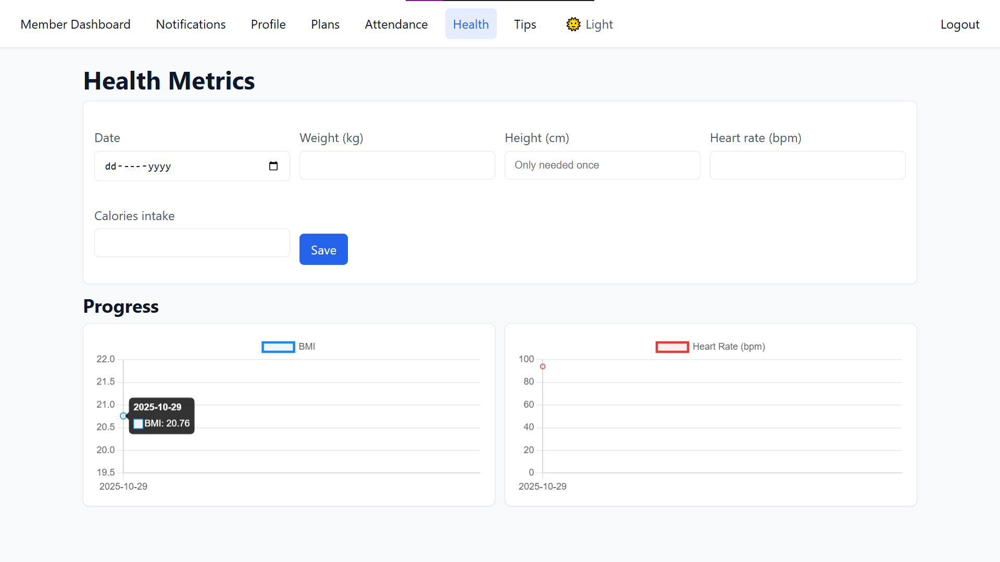 Member Dashboard Notifications Profile Plans Attendance Health Tips 🌞 Light Logout
Health Metrics
Date Weight (kg) Height (cm) Heart rate (bpm)
dd-----yyyy Only needed once
Calories intake
Save
Progress
BMI
22.0
21.5
21.0
20.5
20.0
19.5
2025-10-29
BMI: 20.76
2025-10-29
Heart Rate (bpm)
100
80
60
40
20
0
2025-10-29